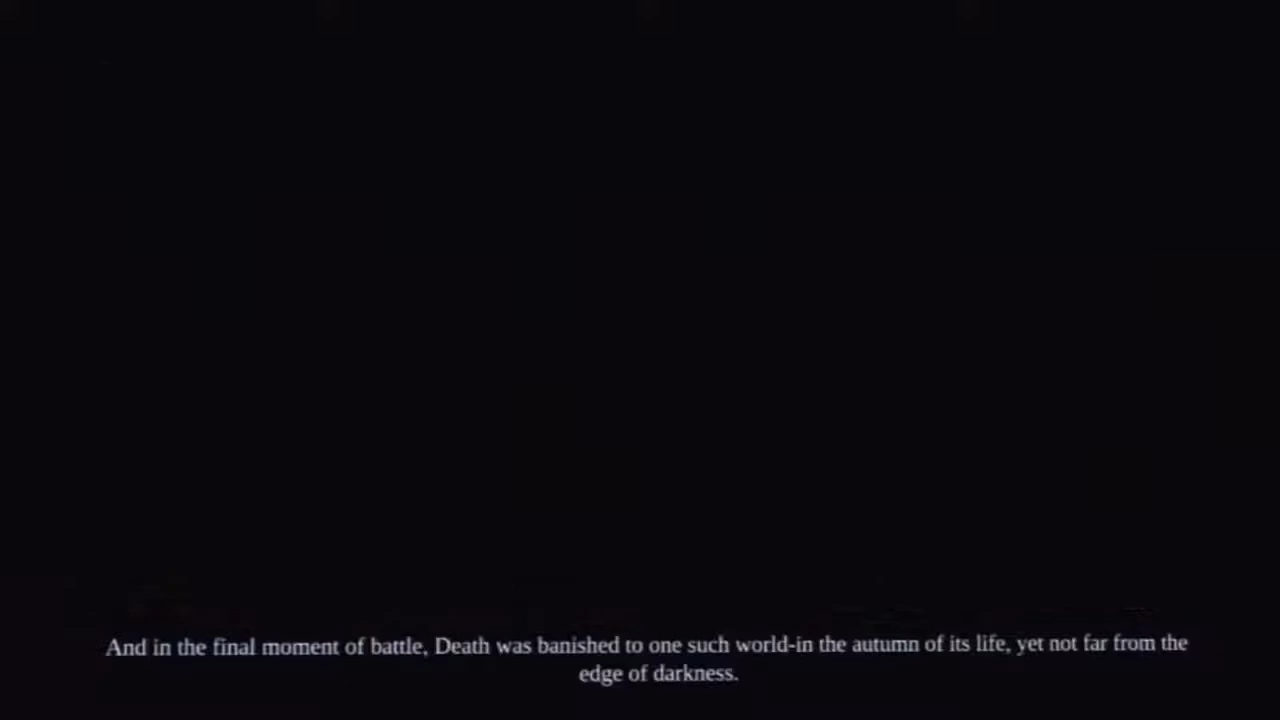 And in the final moment of battle, Death was banished to one such world-in the autumn of its life, yet not far from the
edge of darkness.